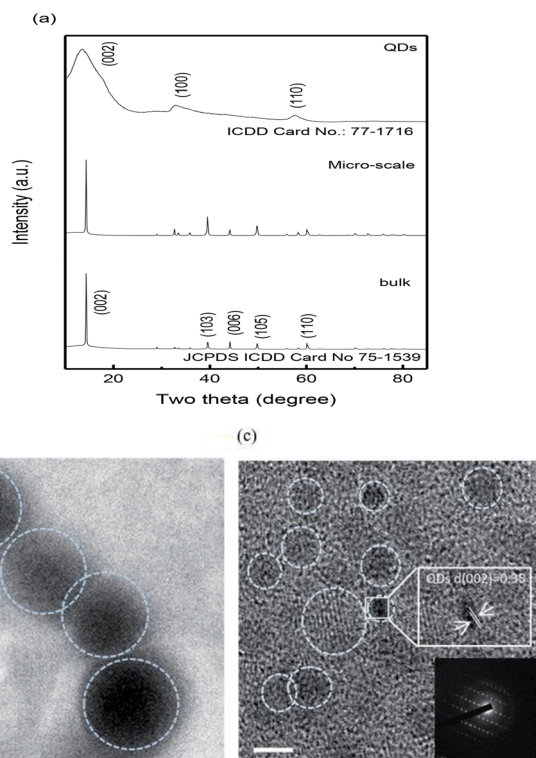 (a)
QDs
(002)
(100)
(110)
ICDD Card No.: 77-1716
Micro-scale
Intensity (a.u.)
bulk
(002)
(103)
(006)
(105)
(110)
JCPDS ICDD Card No 75-1539
20 40 60 80
Two theta (degree)
(c)
QDs d(002)=0.35